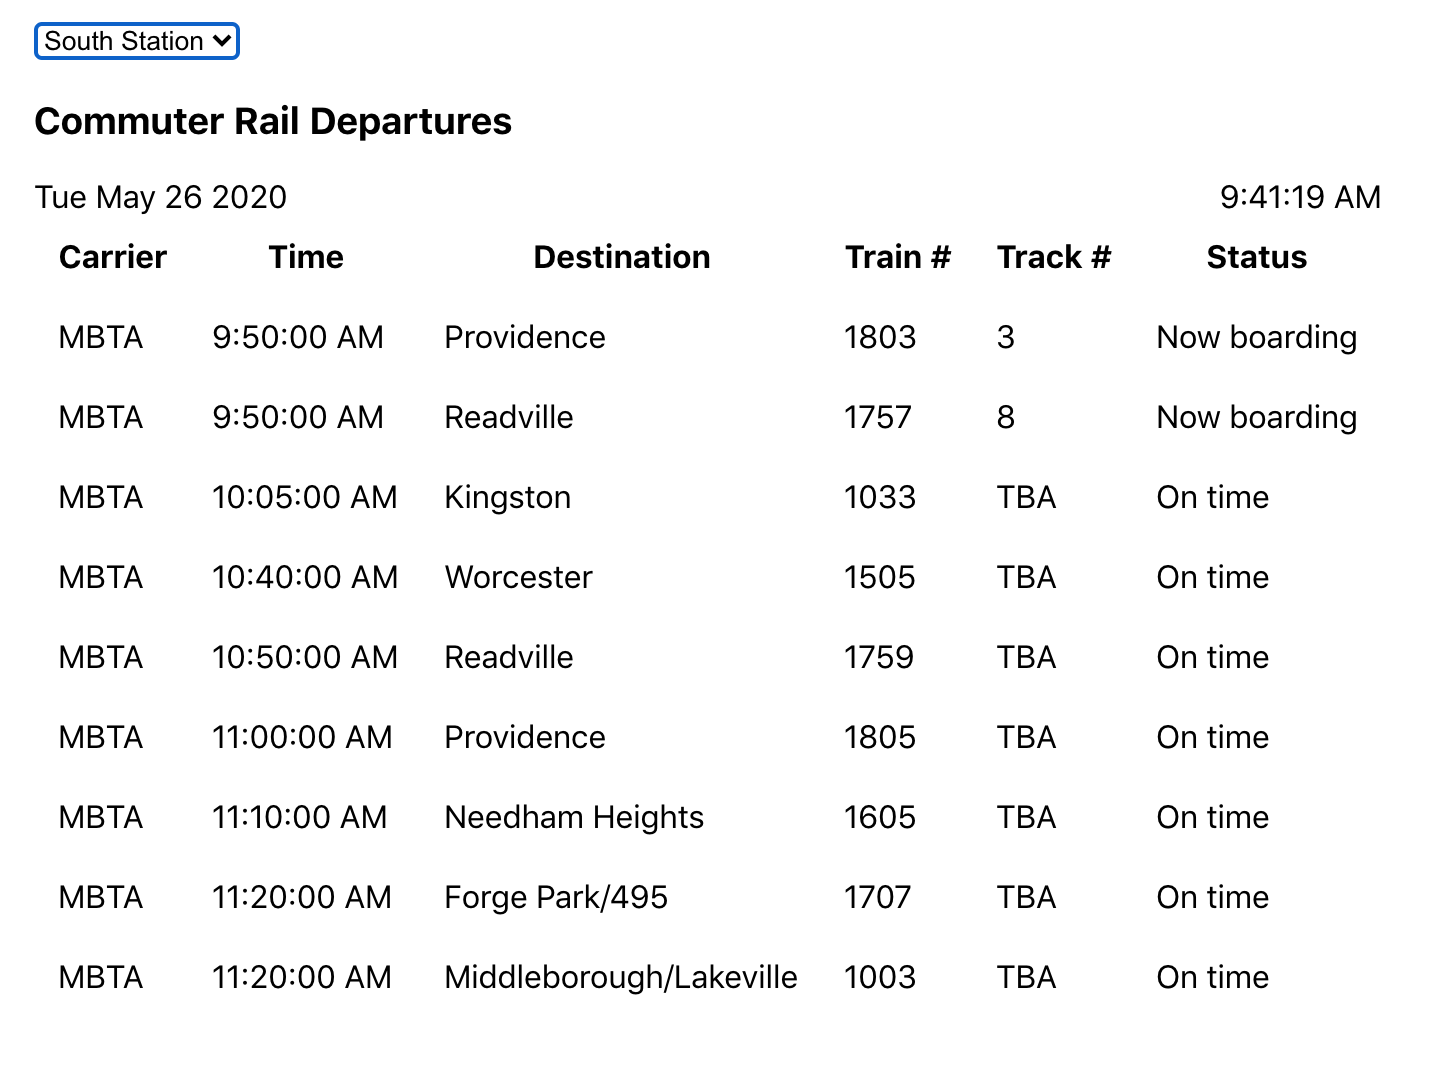 South Station
Commuter Rail Departures
Tue May 26 2020 9:41:19 AM
Carrier Time Destination Train # Track # Status
MBTA 9:50:00 AM Providence 1803 3 Now boarding
MBTA 9:50:00 AM Readville 1757 8 Now boarding
MBTA 10:05:00 AM Kingston 1033 TBA On time
MBTA 10:40:00 AM Worcester 1505 TBA On time
MBTA 10:50:00 AM Readville 1759 TBA On time
MBTA 11:00:00 AM Providence 1805 TBA On time
MBTA 11:10:00 AM Needham Heights 1605 TBA On time
MBTA 11:20:00 AM Forge Park/495 1707 TBA On time
MBTA 11:20:00 AM Middleborough/Lakeville 1003 TBA On time